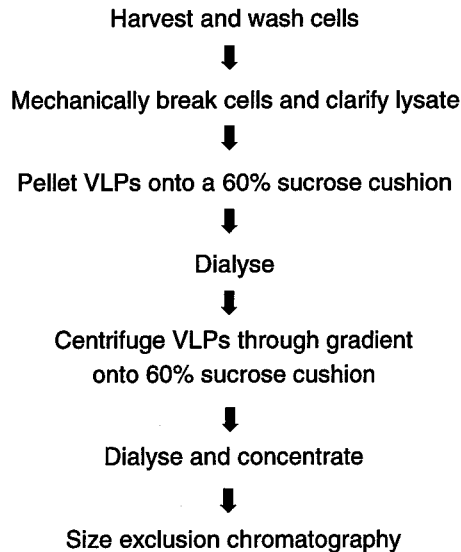 Harvest and wash cells
Mechanically break cells and clarify lysate
Pellet VLPs onto a 60% sucrose cushion
Dialyse
Centrifuge VLPs through gradient
onto 60% sucrose cushion
Dialyse and concentrate
Size exclusion chromatography